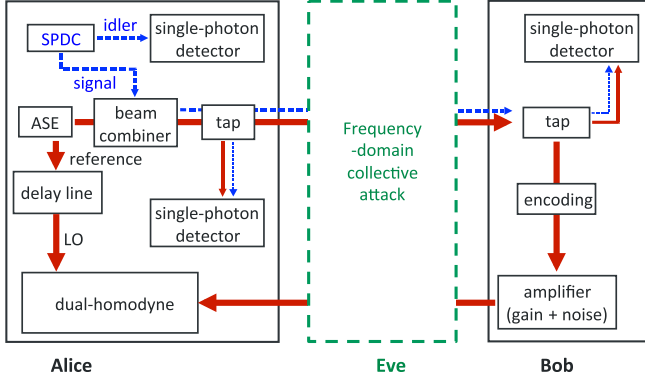 SPDC
idler
single-photon
detector
signal
ASE
beam
combiner
tap
reference
delay line
single-photon
detector
LO
dual-homodyne
Alice
Frequency
-domain
collective
attack
Eve
single-photon
detector
tap
encoding
amplifier
(gain + noise)
Bob